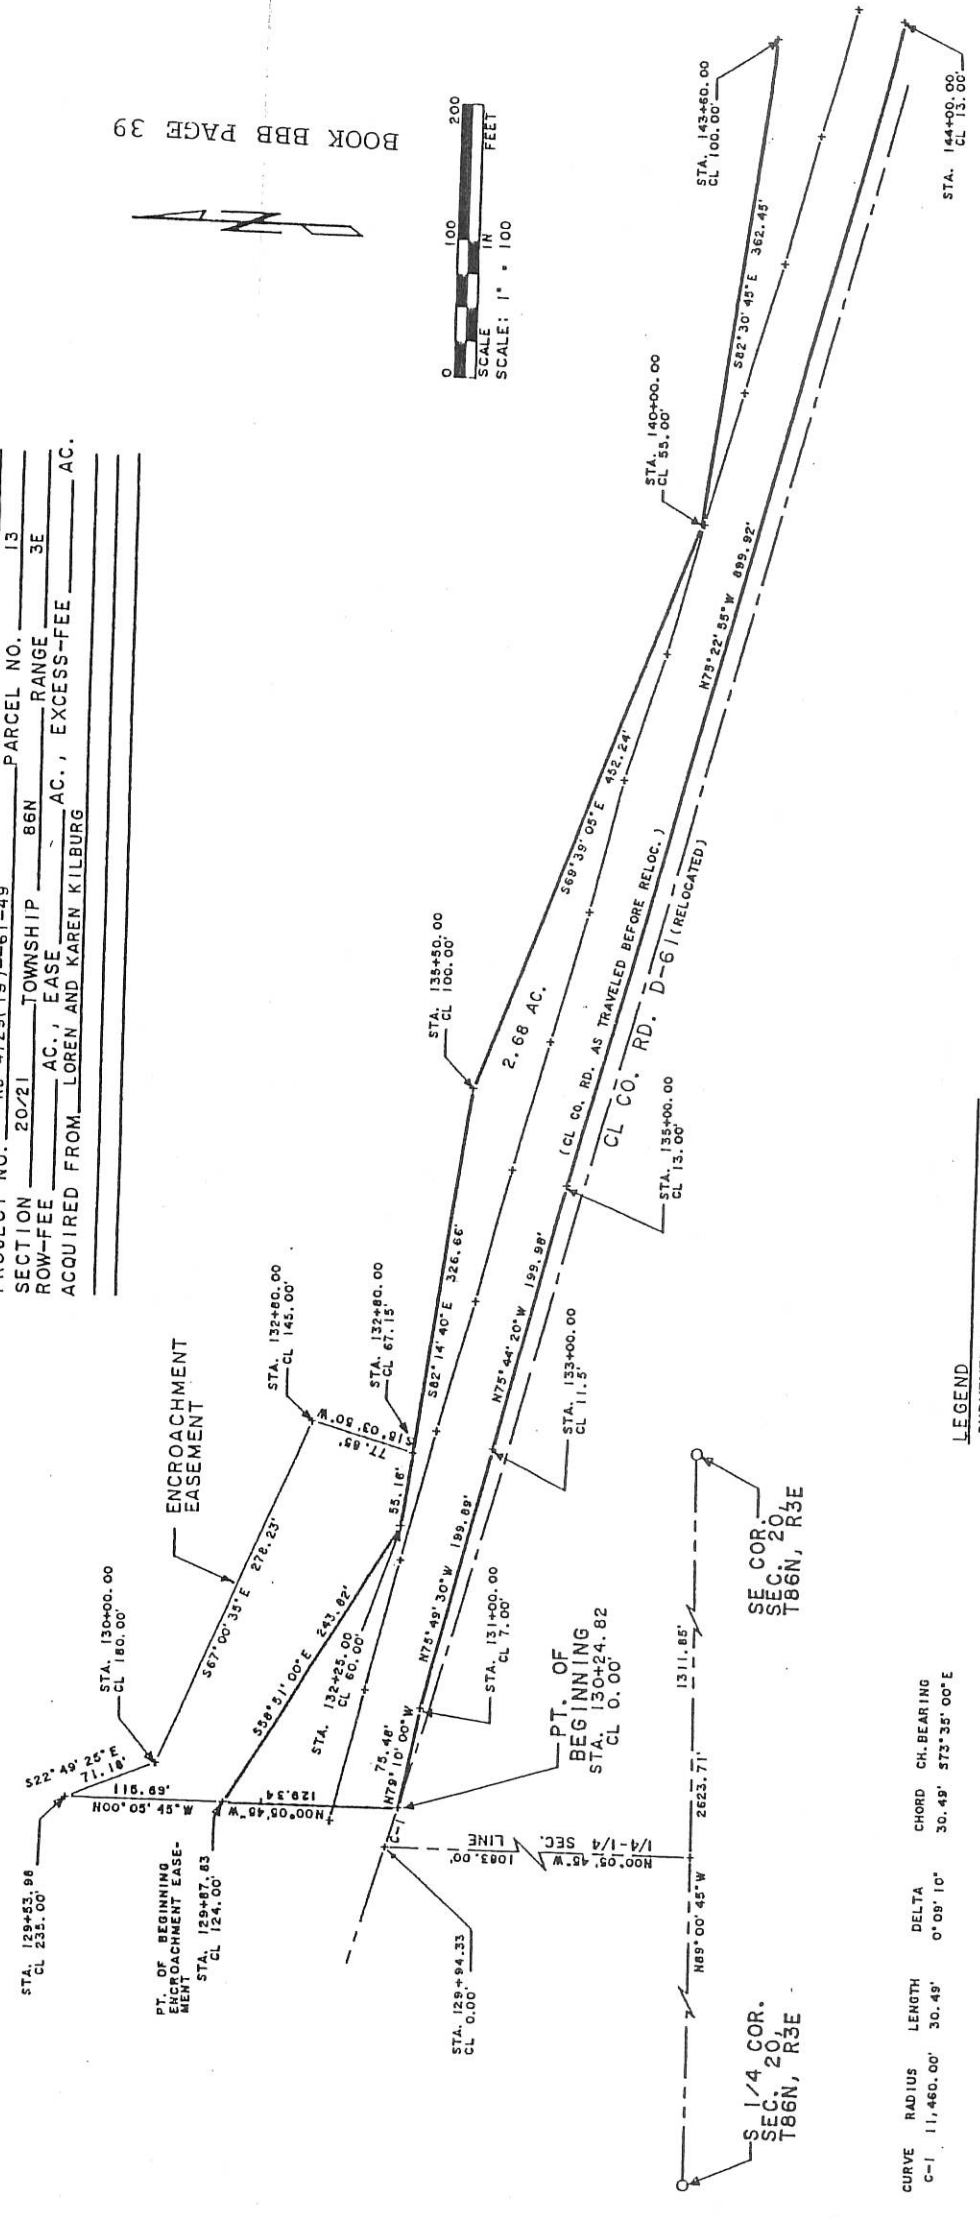 SECTION 20/21 TOWNSHIP 86N RANGE 3E
ROW-FEE AC., EASE AC., EXCESS-FEE AC.
ACQUIRED FROM LOREN AND KAREN KILBURG
PARCEL NO. 13
BOOK BBB PAGE 39
0 100 200
SCALE IN FEET
SCALE: 1" = 100
STA. 129+53.98
CL 235.00'
S22°49'25"E
71.18'
STA. 130+00.00
CL 180.00'
ENCROACHMENT
EASEMENT
S67°00'35"E 278.23'
STA. 132+80.00
CL 145.00'
77.85'
S 18°03'50"W
STA. 132+80.00
CL 67.15'
PT. OF BEGINNING
ENCROACHMENT EASE-
MENT
STA. 129+87.83
CL 124.00'
N00°05'45"W
129.34'
S58°51'00"E 243.82'
STA. 132+25.00
CL 60.00'
55.16'
S82°14'40"E 326.66'
STA. 135+50.00
CL 100.00'
2.68 AC.
S69°39'05"E 452.24'
STA. 140+00.00
CL 55.00'
S82°30'45"E 362.45'
STA. 143+60.00
CL 100.00'
STA. 144+00.00
CL 13.00'
N75°22'55"W 899.92'
(CL CO. RD. AS TRAVELED BEFORE RELOC.)
CL CO. RD. D-61 (RELOCATED)
STA. 135+00.00
CL 13.00'
N75°44'20"W 199.98'
STA. 133+00.00
CL 11.5'
N75°49'30"W 199.89'
STA. 131+00.00
CL 7.00'
75.48'
N79°10'00"W
PT. OF
BEGINNING
STA. 130+24.82
CL 0.00'
C-1
STA. 129+94.33
CL 0.00'
N00°05'45"W 1083.00'
1/4-1/4 SEC. LINE
N89°00'45"W 2623.71'
1311.85'
S 1/4 COR.
SEC. 20,
T86N, R3E
SE COR.
SEC. 20,
T86N, R3E
CURVE RADIUS LENGTH DELTA CHORD CH.BEARING
C-1 11,460.00' 30.49' 0°09'10" 30.49' S73°35'00"E
LEGEND